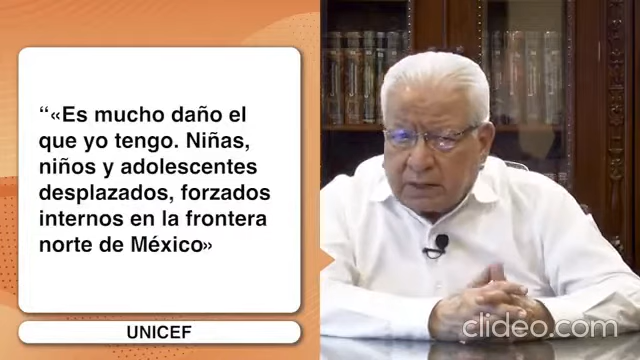 “«Es mucho daño el
que yo tengo. Niñas,
niños y adolescentes
desplazados, forzados
internos en la frontera
norte de México»
UNICEF
clideo.com